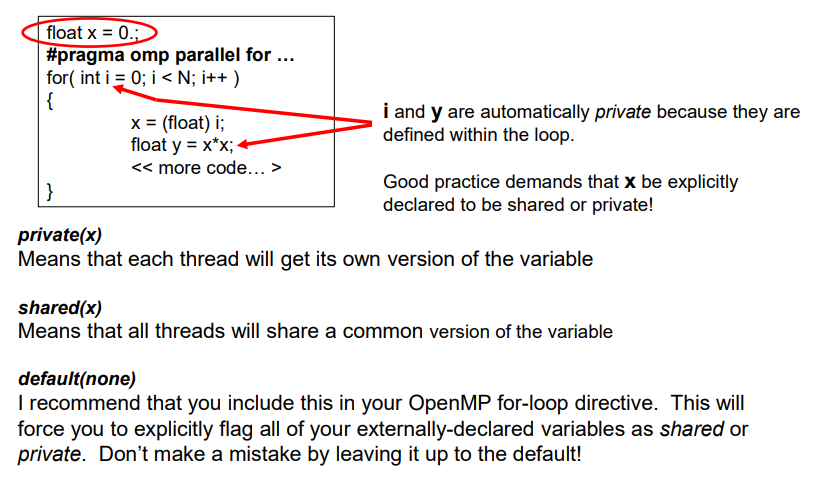 float x = 0.;
#pragma omp parallel for …
for( int i = 0; i < N; i++ )
{
x = (float) i;
float y = x*x;
<< more code… >
}
i and y are automatically private because they are
defined within the loop.
Good practice demands that x be explicitly
declared to be shared or private!
private(x)
Means that each thread will get its own version of the variable
shared(x)
Means that all threads will share a common version of the variable
default(none)
I recommend that you include this in your OpenMP for-loop directive.  This will
force you to explicitly flag all of your externally-declared variables as shared or
private.  Don’t make a mistake by leaving it up to the default!